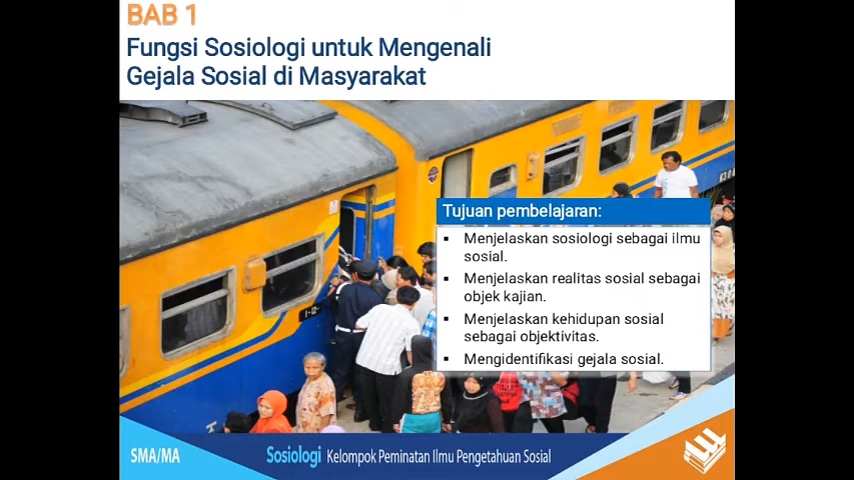 BAB 1
Fungsi Sosiologi untuk Mengenali
Gejala Sosial di Masyarakat
Tujuan pembelajaran:
▪ Menjelaskan sosiologi sebagai ilmu
sosial.
▪ Menjelaskan realitas sosial sebagai
objek kajian.
▪ Menjelaskan kehidupan sosial
sebagai objektivitas.
▪ Mengidentifikasi gejala sosial.
SMA/MA
Sosiologi Kelompok Peminatan Ilmu Pengetahuan Sosial